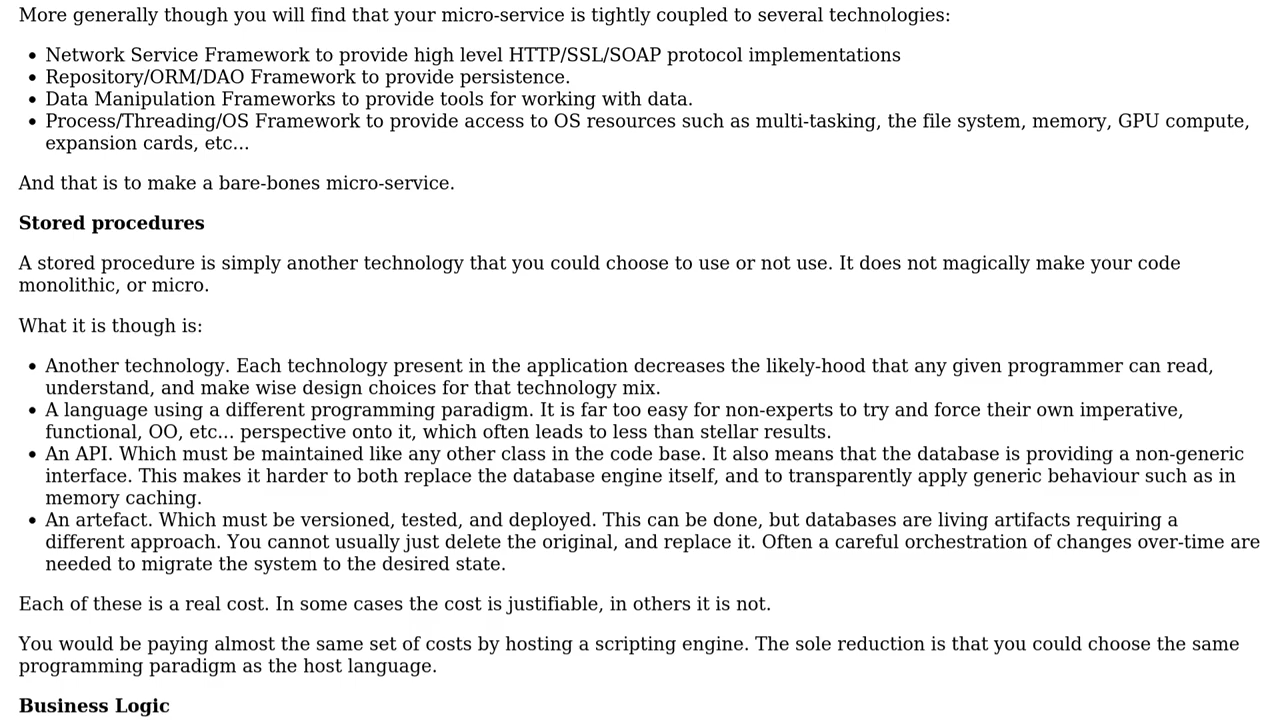 More generally though you will find that your micro-service is tightly coupled to several technologies:
• Network Service Framework to provide high level HTTP/SSL/SOAP protocol implementations
• Repository/ORM/DAO Framework to provide persistence.
• Data Manipulation Frameworks to provide tools for working with data.
• Process/Threading/OS Framework to provide access to OS resources such as multi-tasking, the file system, memory, GPU compute,
expansion cards, etc...
And that is to make a bare-bones micro-service.
Stored procedures
A stored procedure is simply another technology that you could choose to use or not use. It does not magically make your code
monolithic, or micro.
What it is though is:
• Another technology. Each technology present in the application decreases the likely-hood that any given programmer can read,
understand, and make wise design choices for that technology mix.
• A language using a different programming paradigm. It is far too easy for non-experts to try and force their own imperative,
functional, OO, etc... perspective onto it, which often leads to less than stellar results.
• An API. Which must be maintained like any other class in the code base. It also means that the database is providing a non-generic
interface. This makes it harder to both replace the database engine itself, and to transparently apply generic behaviour such as in
memory caching.
• An artefact. Which must be versioned, tested, and deployed. This can be done, but databases are living artifacts requiring a
different approach. You cannot usually just delete the original, and replace it. Often a careful orchestration of changes over-time are
needed to migrate the system to the desired state.
Each of these is a real cost. In some cases the cost is justifiable, in others it is not.
You would be paying almost the same set of costs by hosting a scripting engine. The sole reduction is that you could choose the same
programming paradigm as the host language.
Business Logic